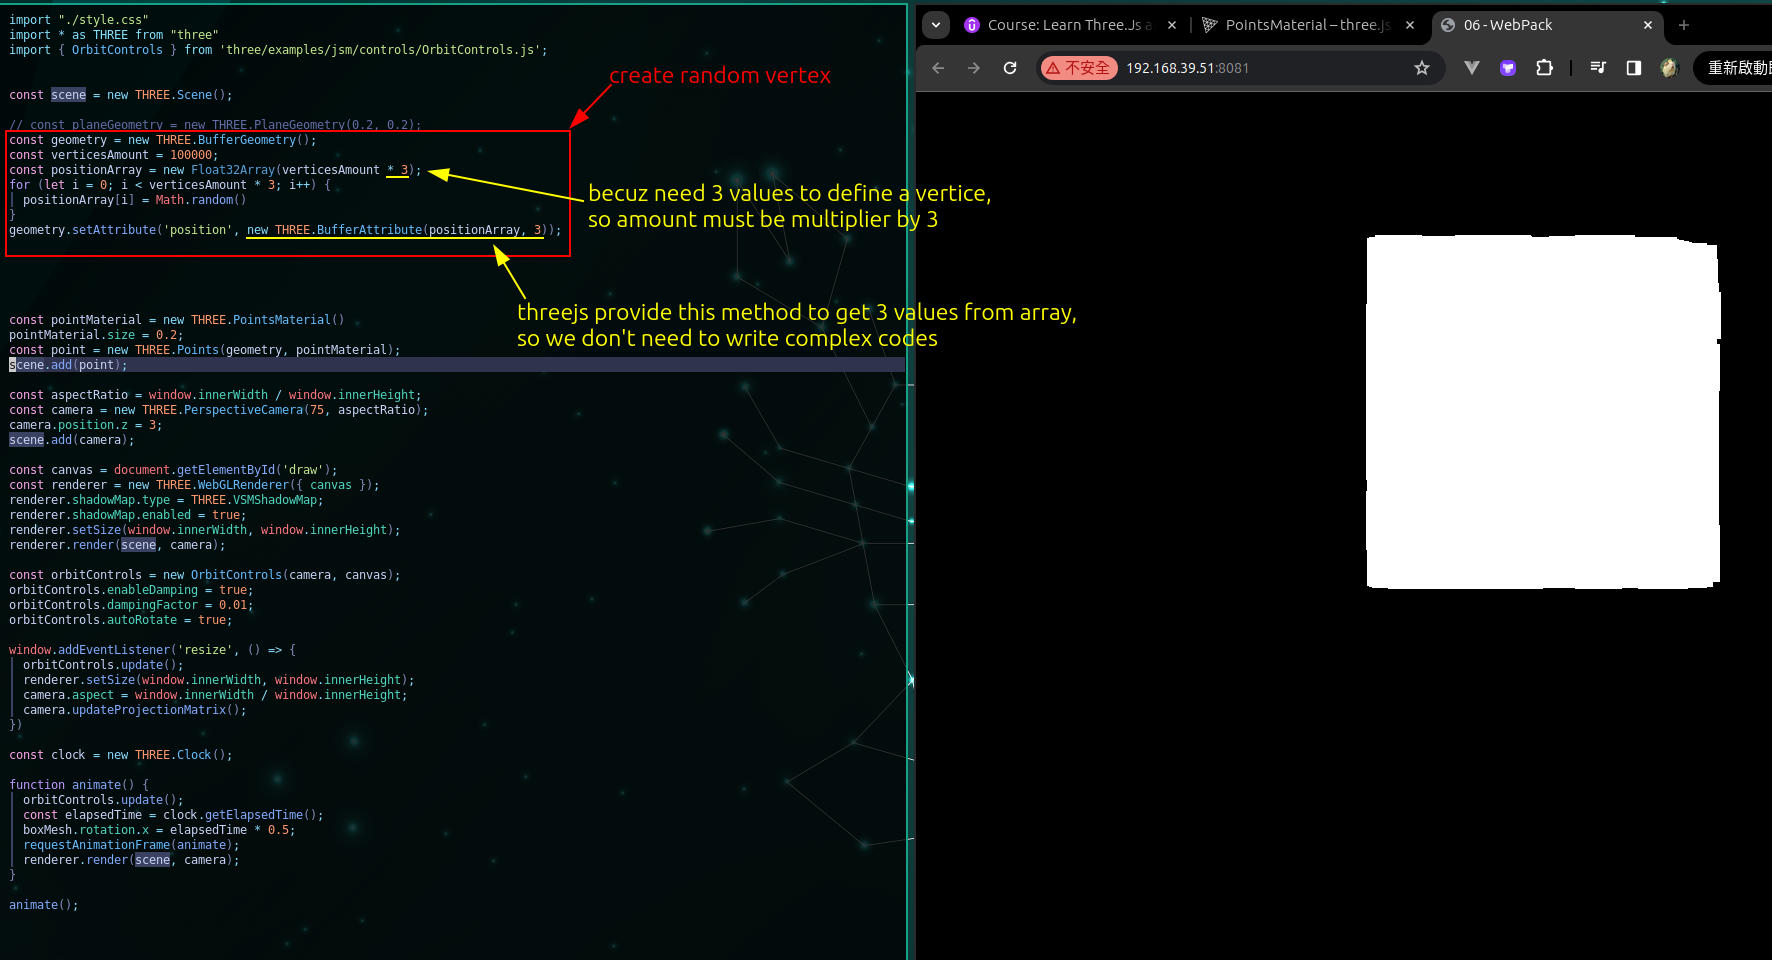 import "./style.css"
import * as THREE from "three"
import { OrbitControls } from 'three/examples/jsm/controls/OrbitControls.js';
const scene = new THREE.Scene();
// const planeGeometry = new THREE.PlaneGeometry(0.2, 0.2);
const geometry = new THREE.BufferGeometry();
const verticesAmount = 100000;
const positionArray = new Float32Array(verticesAmount * 3);
for (let i = 0; i < verticesAmount * 3; i++) {
positionArray[i] = Math.random()
}
geometry.setAttribute('position', new THREE.BufferAttribute(positionArray, 3));
create random vertex
becuz need 3 values to define a vertice,
so amount must be multiplier by 3
threejs provide this method to get 3 values from array,
so we don't need to write complex codes
const pointMaterial = new THREE.PointsMaterial()
pointMaterial.size = 0.2;
const point = new THREE.Points(geometry, pointMaterial);
scene.add(point);
const aspectRatio = window.innerWidth / window.innerHeight;
const camera = new THREE.PerspectiveCamera(75, aspectRatio);
camera.position.z = 3;
scene.add(camera);
const canvas = document.getElementById('draw');
const renderer = new THREE.WebGLRenderer({ canvas });
renderer.shadowMap.type = THREE.VSMShadowMap;
renderer.shadowMap.enabled = true;
renderer.setSize(window.innerWidth, window.innerHeight);
renderer.render(scene, camera);
const orbitControls = new OrbitControls(camera, canvas);
orbitControls.enableDamping = true;
orbitControls.dampingFactor = 0.01;
orbitControls.autoRotate = true;
window.addEventListener('resize', () => {
orbitControls.update();
renderer.setSize(window.innerWidth, window.innerHeight);
camera.aspect = window.innerWidth / window.innerHeight;
camera.updateProjectionMatrix();
})
const clock = new THREE.Clock();
function animate() {
orbitControls.update();
const elapsedTime = clock.getElapsedTime();
boxMesh.rotation.x = elapsedTime * 0.5;
requestAnimationFrame(animate);
renderer.render(scene, camera);
}
animate();
Course: Learn Three.Js a
PointsMaterial – three.js
06 - WebPack
不安全
192.168.39.51:8081
重新啟動